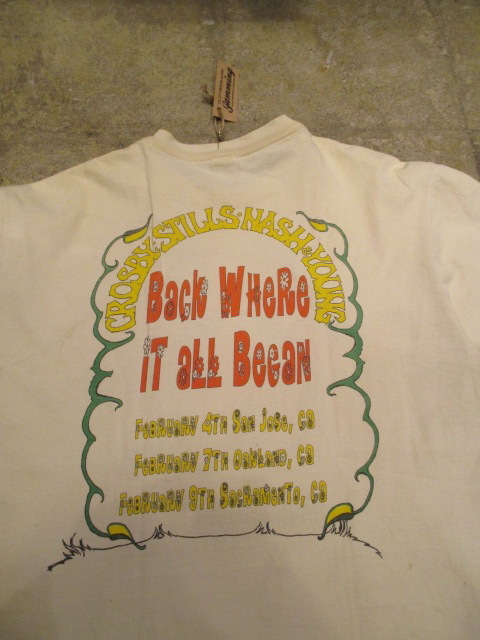 jamming
CROSBY·STILLS·NASH·YOUNG
Back Where
iT all Began
February 4th San Jose, CA
February 7th Oakland, CA
February 9th Sacramento, CA